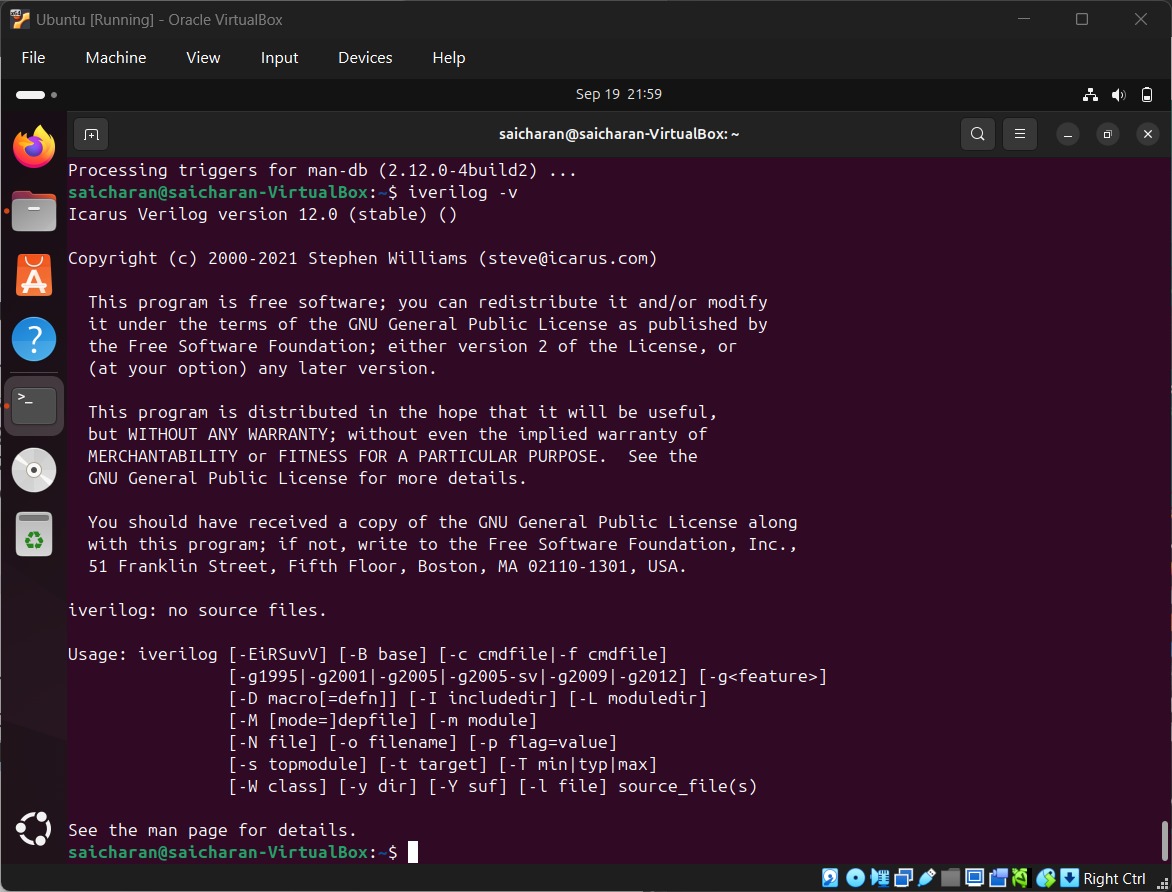 Ubuntu [Running] - Oracle VirtualBox
File Machine View Input Devices Help
Sep 19 21:59
saicharan@saicharan-VirtualBox: ~
Processing triggers for man-db (2.12.0-4build2) ...
saicharan@saicharan-VirtualBox:~$ iverilog -v
Icarus Verilog version 12.0 (stable) ()
Copyright (c) 2000-2021 Stephen Williams (steve@icarus.com)
This program is free software; you can redistribute it and/or modify
it under the terms of the GNU General Public License as published by
the Free Software Foundation; either version 2 of the License, or
(at your option) any later version.
This program is distributed in the hope that it will be useful,
but WITHOUT ANY WARRANTY; without even the implied warranty of
MERCHANTABILITY or FITNESS FOR A PARTICULAR PURPOSE.  See the
GNU General Public License for more details.
You should have received a copy of the GNU General Public License along
with this program; if not, write to the Free Software Foundation, Inc.,
51 Franklin Street, Fifth Floor, Boston, MA 02110-1301, USA.
iverilog: no source files.
Usage: iverilog [-EiRSuvV] [-B base] [-c cmdfile|-f cmdfile]
[-g1995|-g2001|-g2005|-g2005-sv|-g2009|-g2012] [-g<feature>]
[-D macro[=defn]] [-I includedir] [-L moduledir]
[-M [mode=]depfile] [-m module]
[-N file] [-o filename] [-p flag=value]
[-s topmodule] [-t target] [-T min|typ|max]
[-W class] [-y dir] [-Y suf] [-l file] source_file(s)
See the man page for details.
saicharan@saicharan-VirtualBox:~$
Right Ctrl